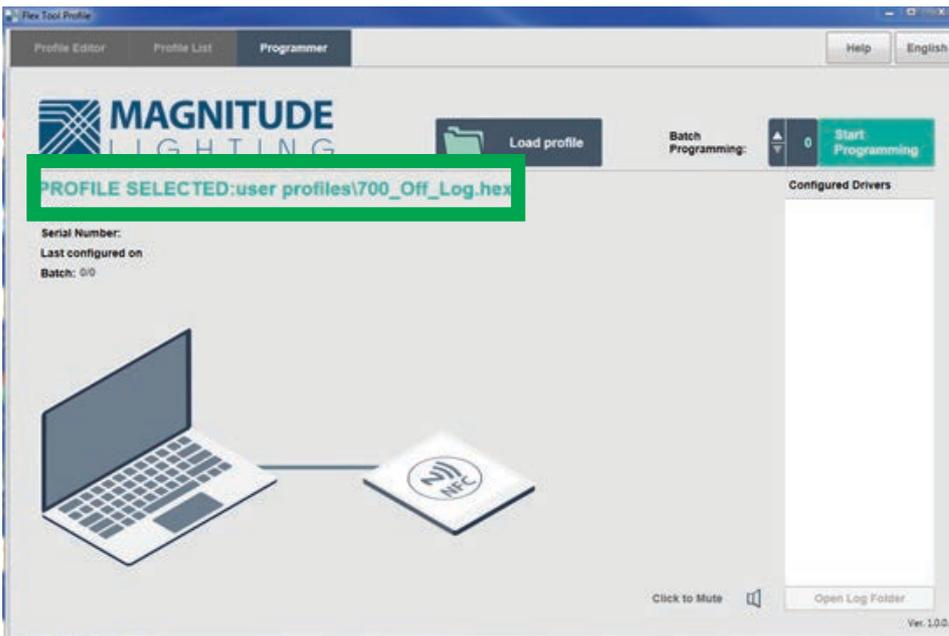 Flex Tool Profile
Profile Editor Profile List Programmer Help English
MAGNITUDE
LIGHTING
Load profile
Batch
Programming:
0
Start
Programming
PROFILE SELECTED:user profiles\700_Off_Log.hex
Configured Drivers
Serial Number:
Last configured on
Batch: 0/0
NFC
Click to Mute
Open Log Folder
Ver. 1.0.0